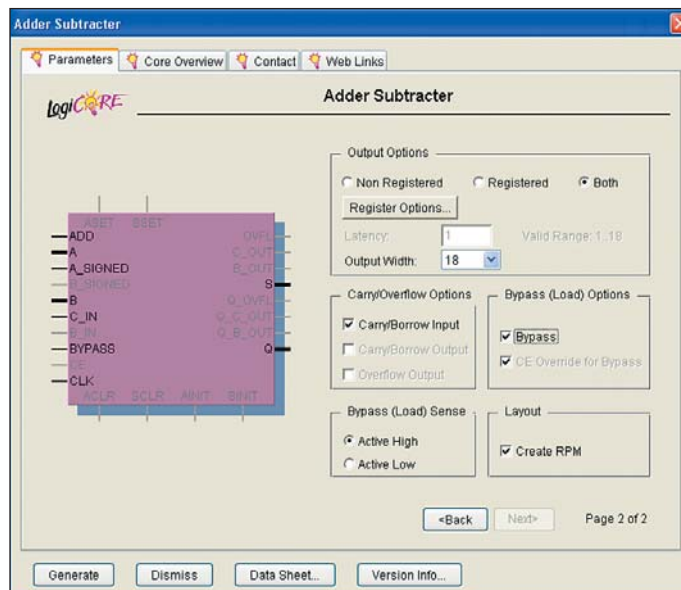 Adder Subtracter
Parameters Core Overview Contact Web Links
LogiCORE
Adder Subtracter
Output Options
Non Registered Registered Both
Register Options...
Latency: 1 Valid Range: 1..18
Output Width: 18
Carry/Overflow Options
Carry/Borrow Input
Carry/Borrow Output
Overflow Output
Bypass (Load) Options
Bypass
CE Override for Bypass
Bypass (Load) Sense
Active High
Active Low
Layout
Create RPM
ASET SSET
ADD
A
A_SIGNED
B_SIGNED
B
C_IN
B_IN
BYPASS
CE
CLK
OVFL
C_OUT
B_OUT
S
Q_OVFL
Q_C_OUT
Q_B_OUT
Q
ACLR SCLR AINIT SINIT
<Back Next> Page 2 of 2
Generate Dismiss Data Sheet... Version Info...